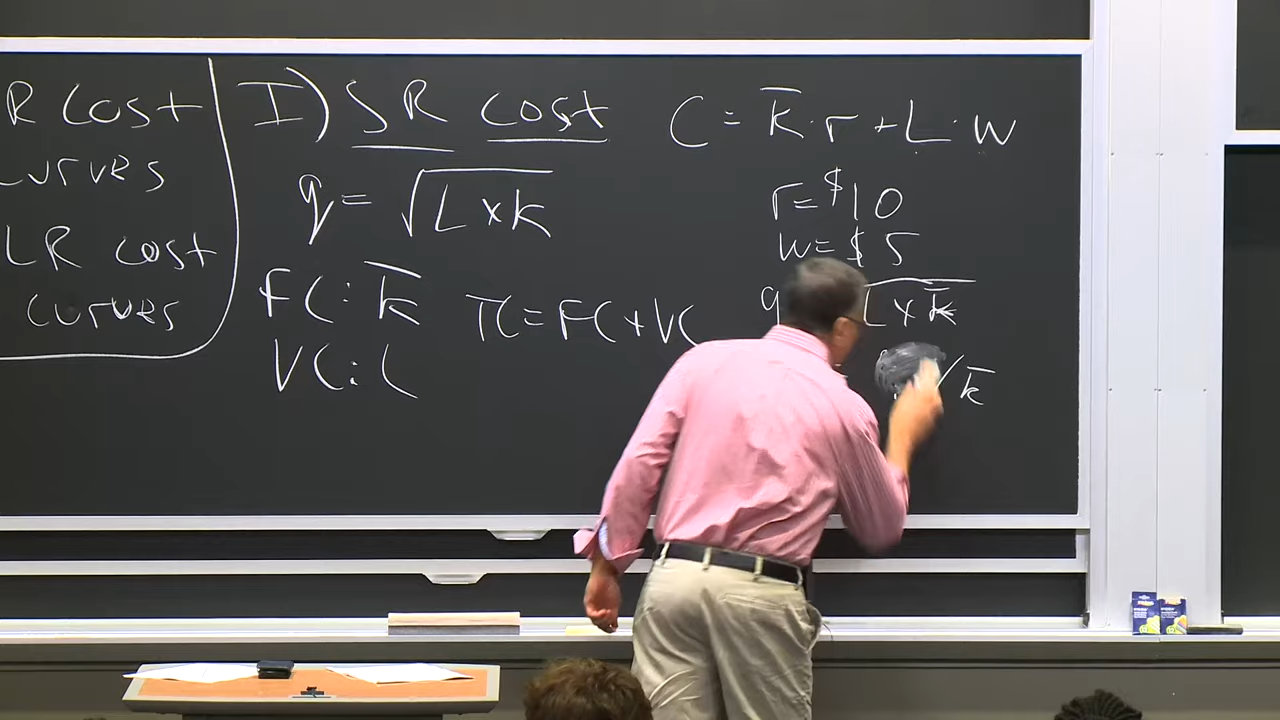 R Cost
curves
LR cost
curves
I) SR cost
q = √L x k
FC: k̅
VC: L
TC = FC + VC
C = k̅ · r + L · w
r = $10
w = $5
q L x k̅
/ k̅